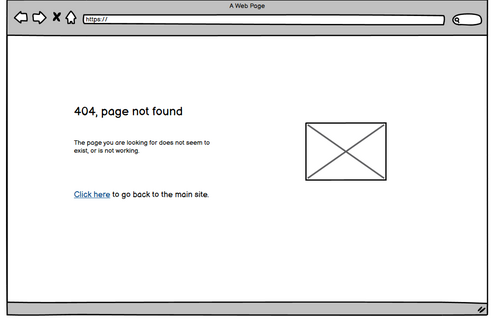 A Web Page
https://
404, page not found
The page you are looking for does not seem to
exist, or is not working.
Click here to go back to the main site.